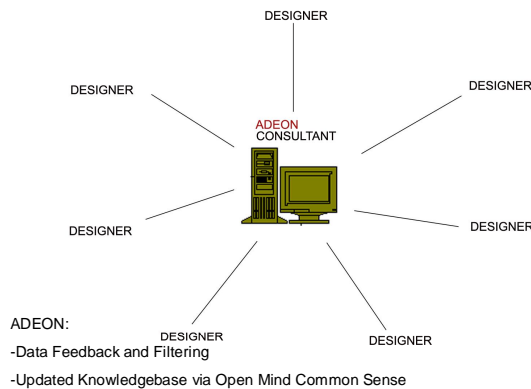 DESIGNER
DESIGNER
DESIGNER
ADEON
CONSULTANT
DESIGNER
DESIGNER
ADEON:
DESIGNER
DESIGNER
-Data Feedback and Filtering
-Updated Knowledgebase via Open Mind Common Sense